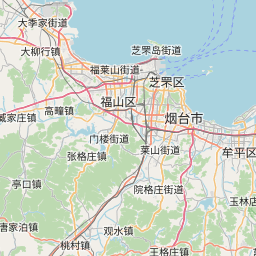 大季家街道
芝罘岛街道
大柳行镇
福莱山街道
芝罘区
福山区
高疃镇
烟台市
臧家庄镇
门楼街道
莱山街道
牟平区
张格庄镇
亭口镇
院格庄街道
玉林店
唐家泊镇
观水镇
桃村镇
王格庄镇